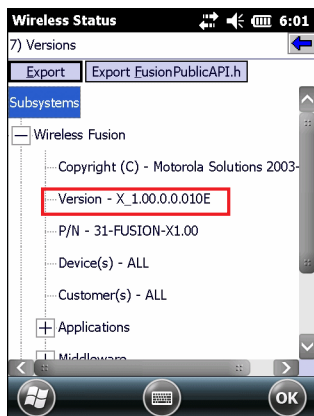 Wireless Status 6:01
7) Versions
Export Export FusionPublicAPI.h
Subsystems
Wireless Fusion
Copyright (C) - Motorola Solutions 2003-
Version - X_1.00.0.0.010E
P/N - 31-FUSION-X1.00
Device(s) - ALL
Customer(s) - ALL
Applications
Middleware
OK